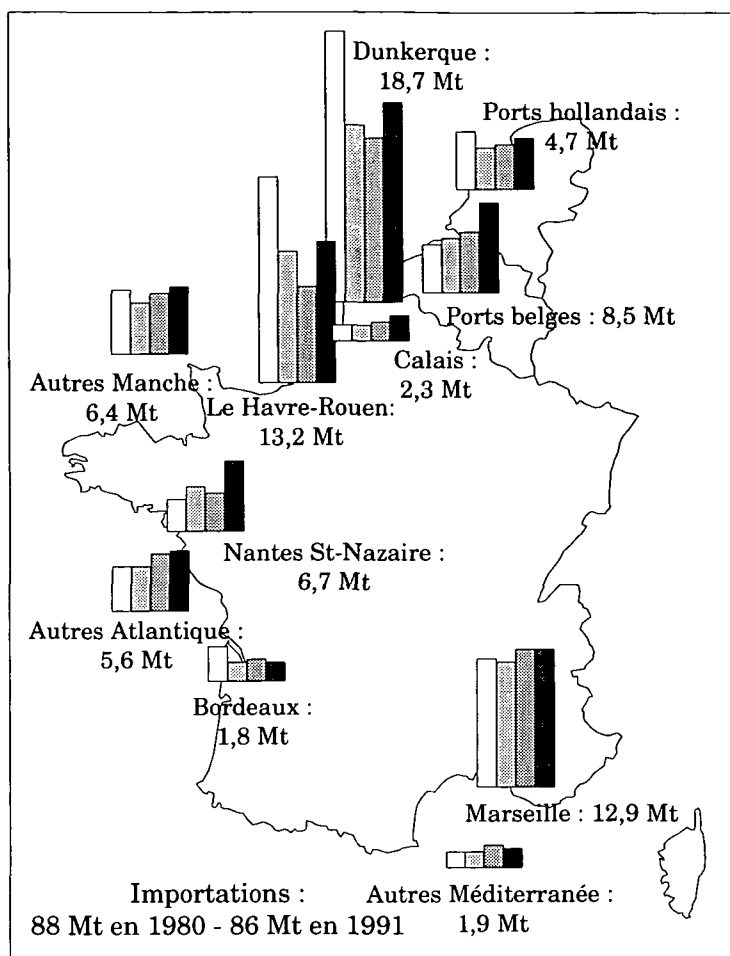 Dunkerque :
18,7 Mt
Ports hollandais :
4,7 Mt
Ports belges : 8,5 Mt
Calais :
2,3 Mt
Autres Manche :
6,4 Mt
Le Havre-Rouen:
13,2 Mt
Nantes St-Nazaire :
6,7 Mt
Autres Atlantique :
5,6 Mt
Bordeaux :
1,8 Mt
Marseille : 12,9 Mt
Autres Méditerranée :
1,9 Mt
Importations :
88 Mt en 1980 - 86 Mt en 1991